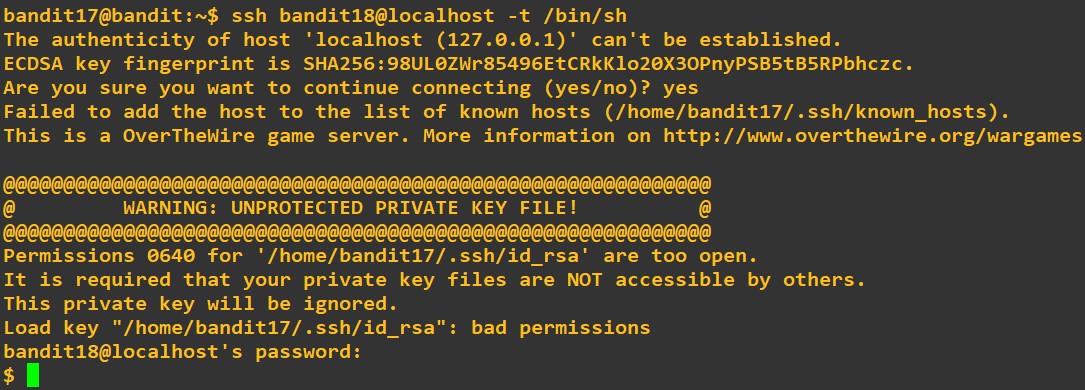 bandit17@bandit:~$ ssh bandit18@localhost -t /bin/sh
The authenticity of host 'localhost (127.0.0.1)' can't be established.
ECDSA key fingerprint is SHA256:98UL0ZWr85496EtCRkKlo20X3OPnyPSB5tB5RPbhczc.
Are you sure you want to continue connecting (yes/no)? yes
Failed to add the host to the list of known hosts (/home/bandit17/.ssh/known_hosts).
This is a OverTheWire game server. More information on http://www.overthewire.org/wargames
@@@@@@@@@@@@@@@@@@@@@@@@@@@@@@@@@@@@@@@@@@@@@@@@@@@@@@@@@@@
@         WARNING: UNPROTECTED PRIVATE KEY FILE!          @
@@@@@@@@@@@@@@@@@@@@@@@@@@@@@@@@@@@@@@@@@@@@@@@@@@@@@@@@@@@
Permissions 0640 for '/home/bandit17/.ssh/id_rsa' are too open.
It is required that your private key files are NOT accessible by others.
This private key will be ignored.
Load key "/home/bandit17/.ssh/id_rsa": bad permissions
bandit18@localhost's password:
$